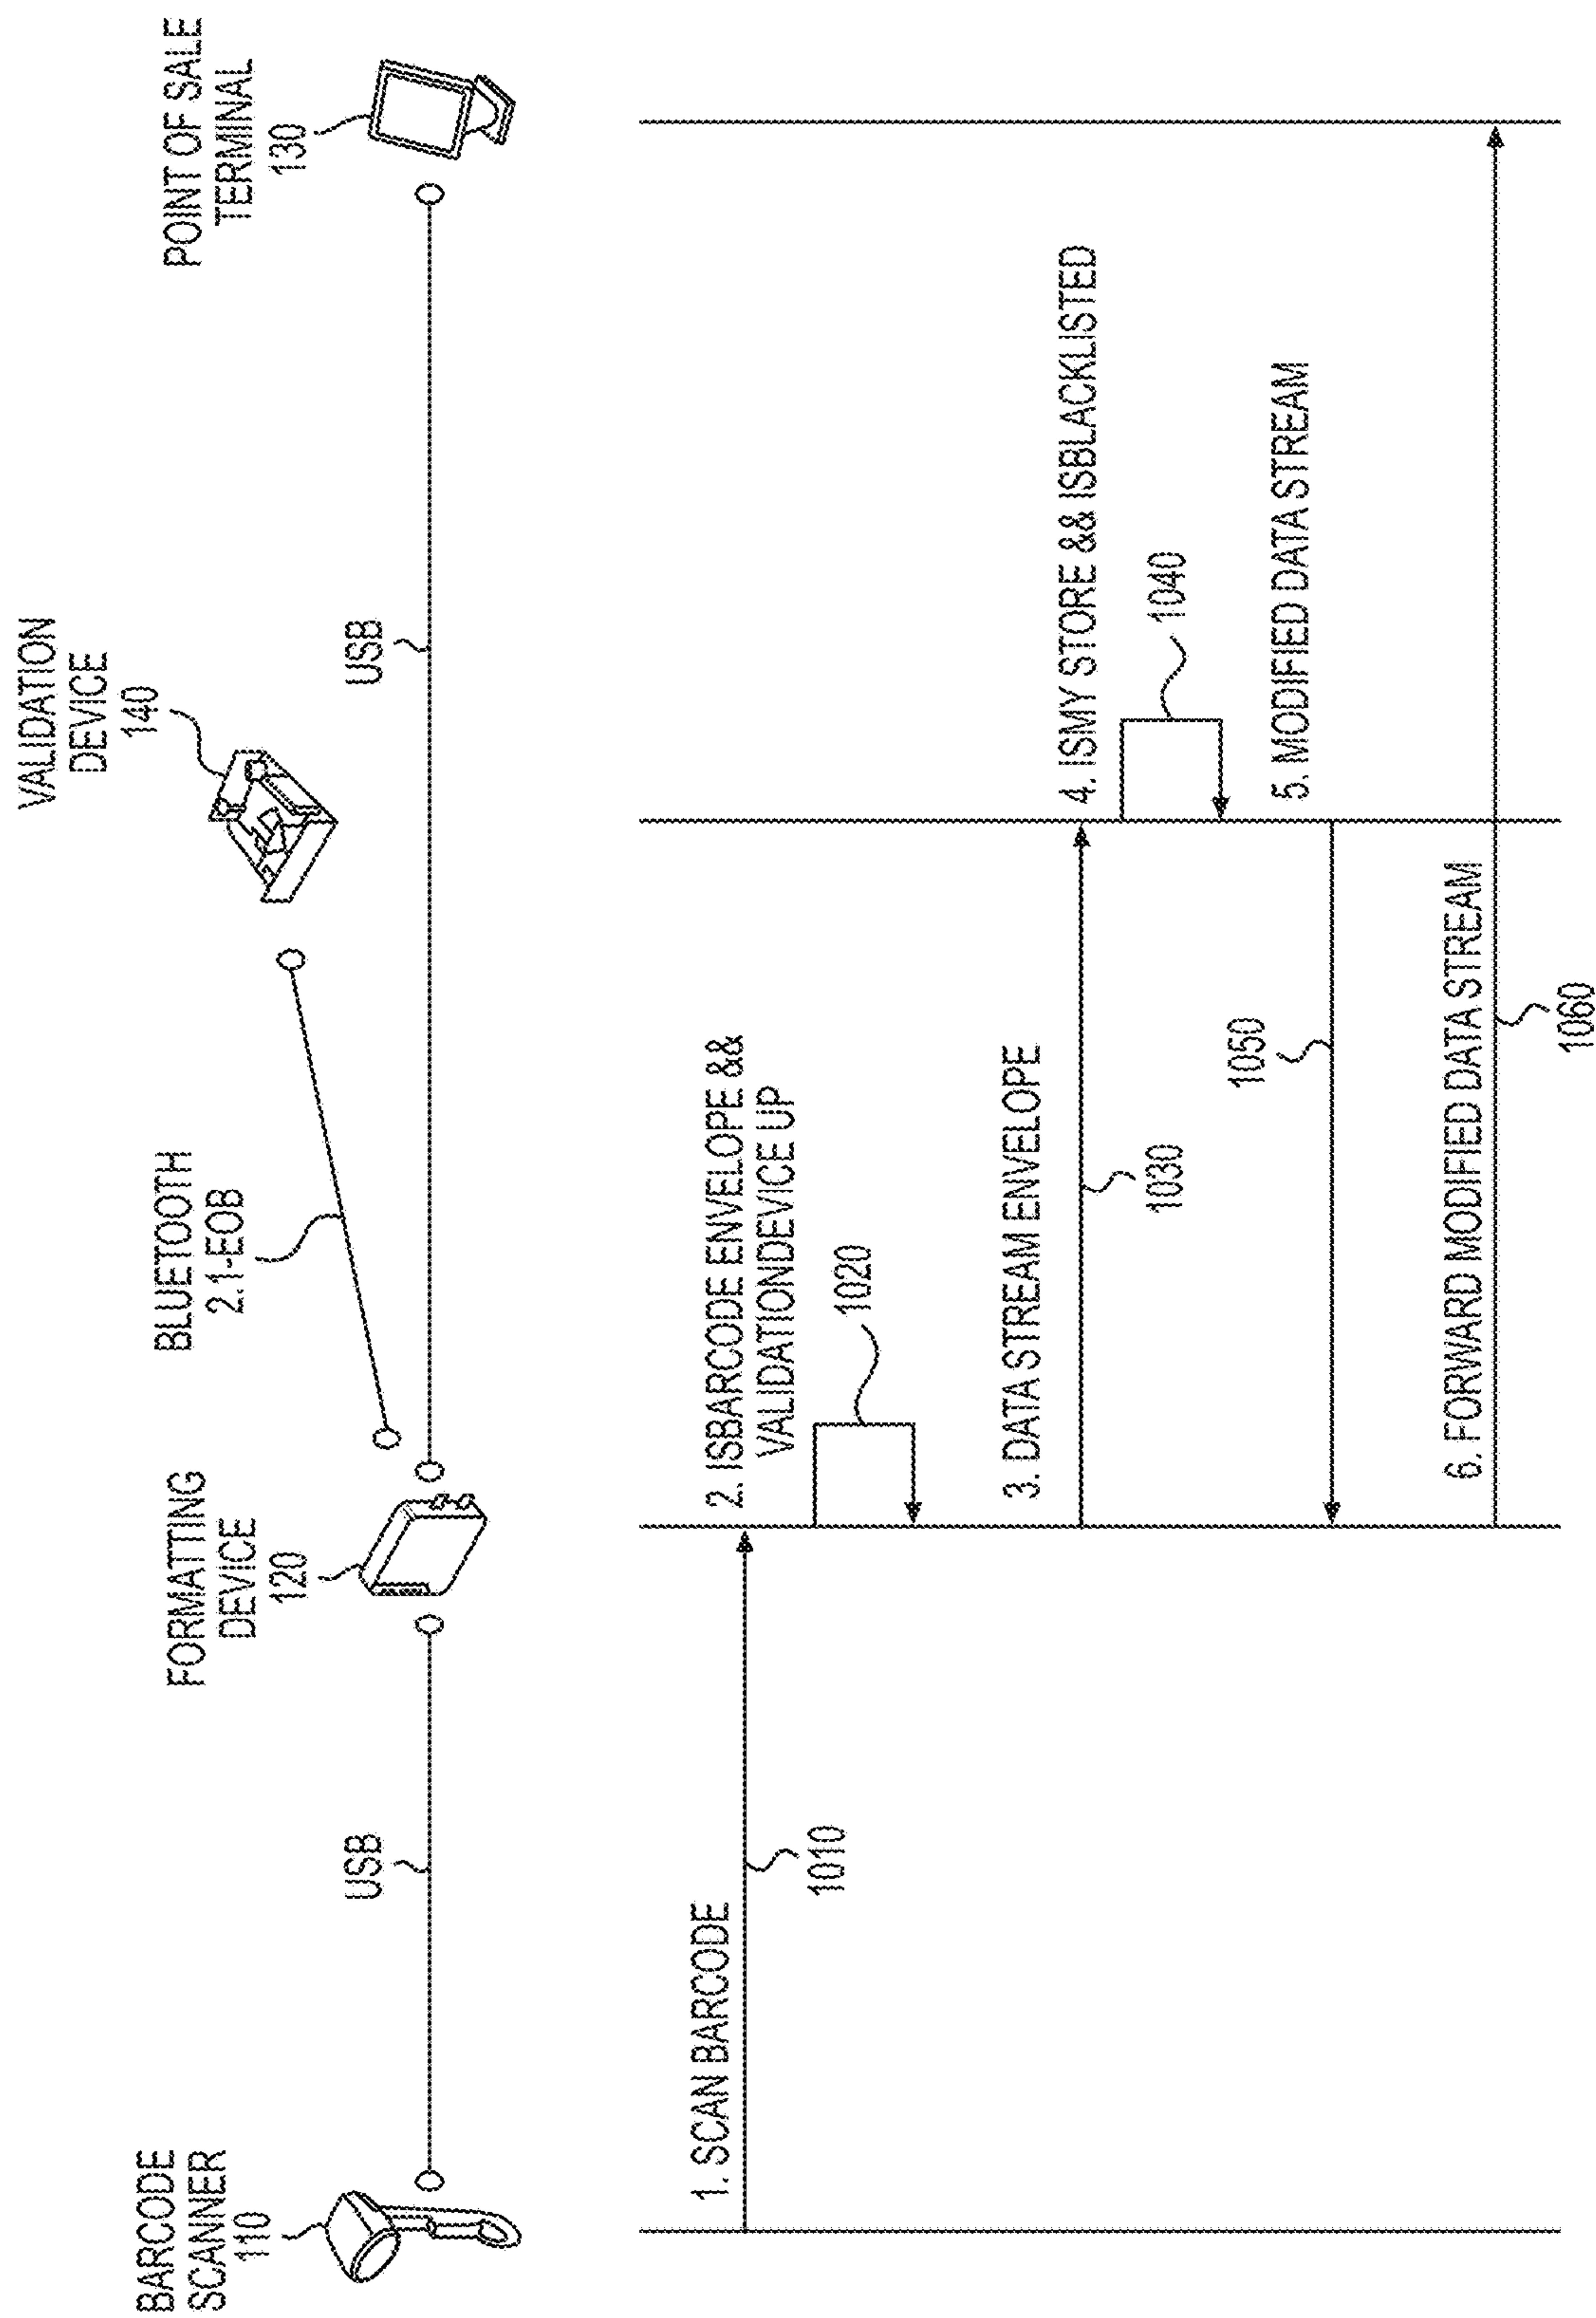 BARCODE
SCANNER
110
USB
FORMATTING
DEVICE
120
BLUETOOTH
2.1-EOB
VALIDATION
DEVICE
140
USB
POINT OF SALE
TERMINAL
130
1. SCAN BARCODE
1010
2. ISBARCODE ENVELOPE &&
VALIDATIONDEVICE UP
1020
3. DATA STREAM ENVELOPE
1030
4. ISMY STORE && ISBLACKLISTED
1040
5. MODIFIED DATA STREAM
1050
6. FORWARD MODIFIED DATA STREAM
1060